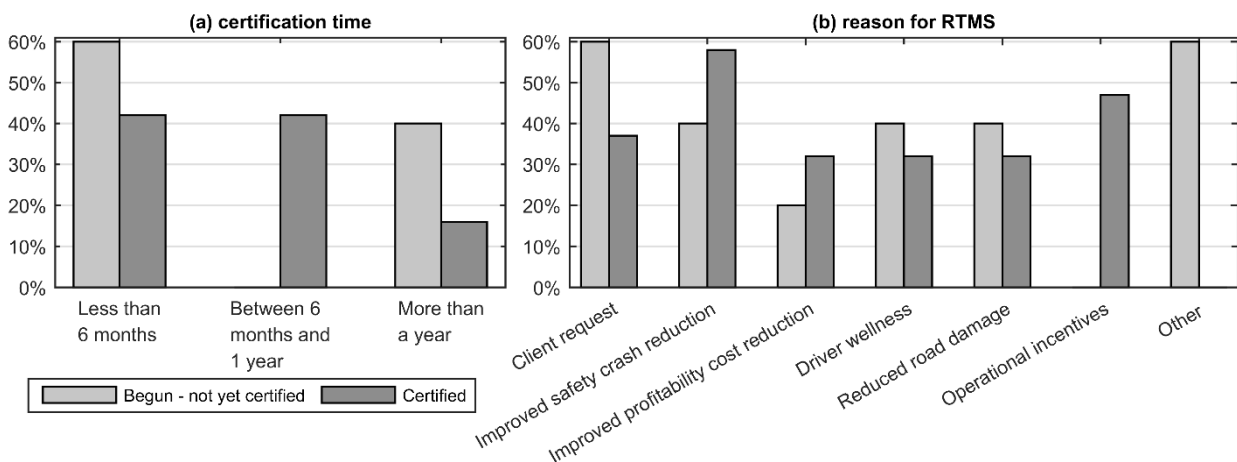 (a) certification time
60%
50%
40%
30%
20%
10%
0%
Less than
6 months
Between 6
months and
1 year
More than
a year
Begun - not yet certified
Certified
(b) reason for RTMS
60%
50%
40%
30%
20%
10%
0%
Client request
Improved safety crash reduction
Improved profitability cost reduction
Driver wellness
Reduced road damage
Operational incentives
Other